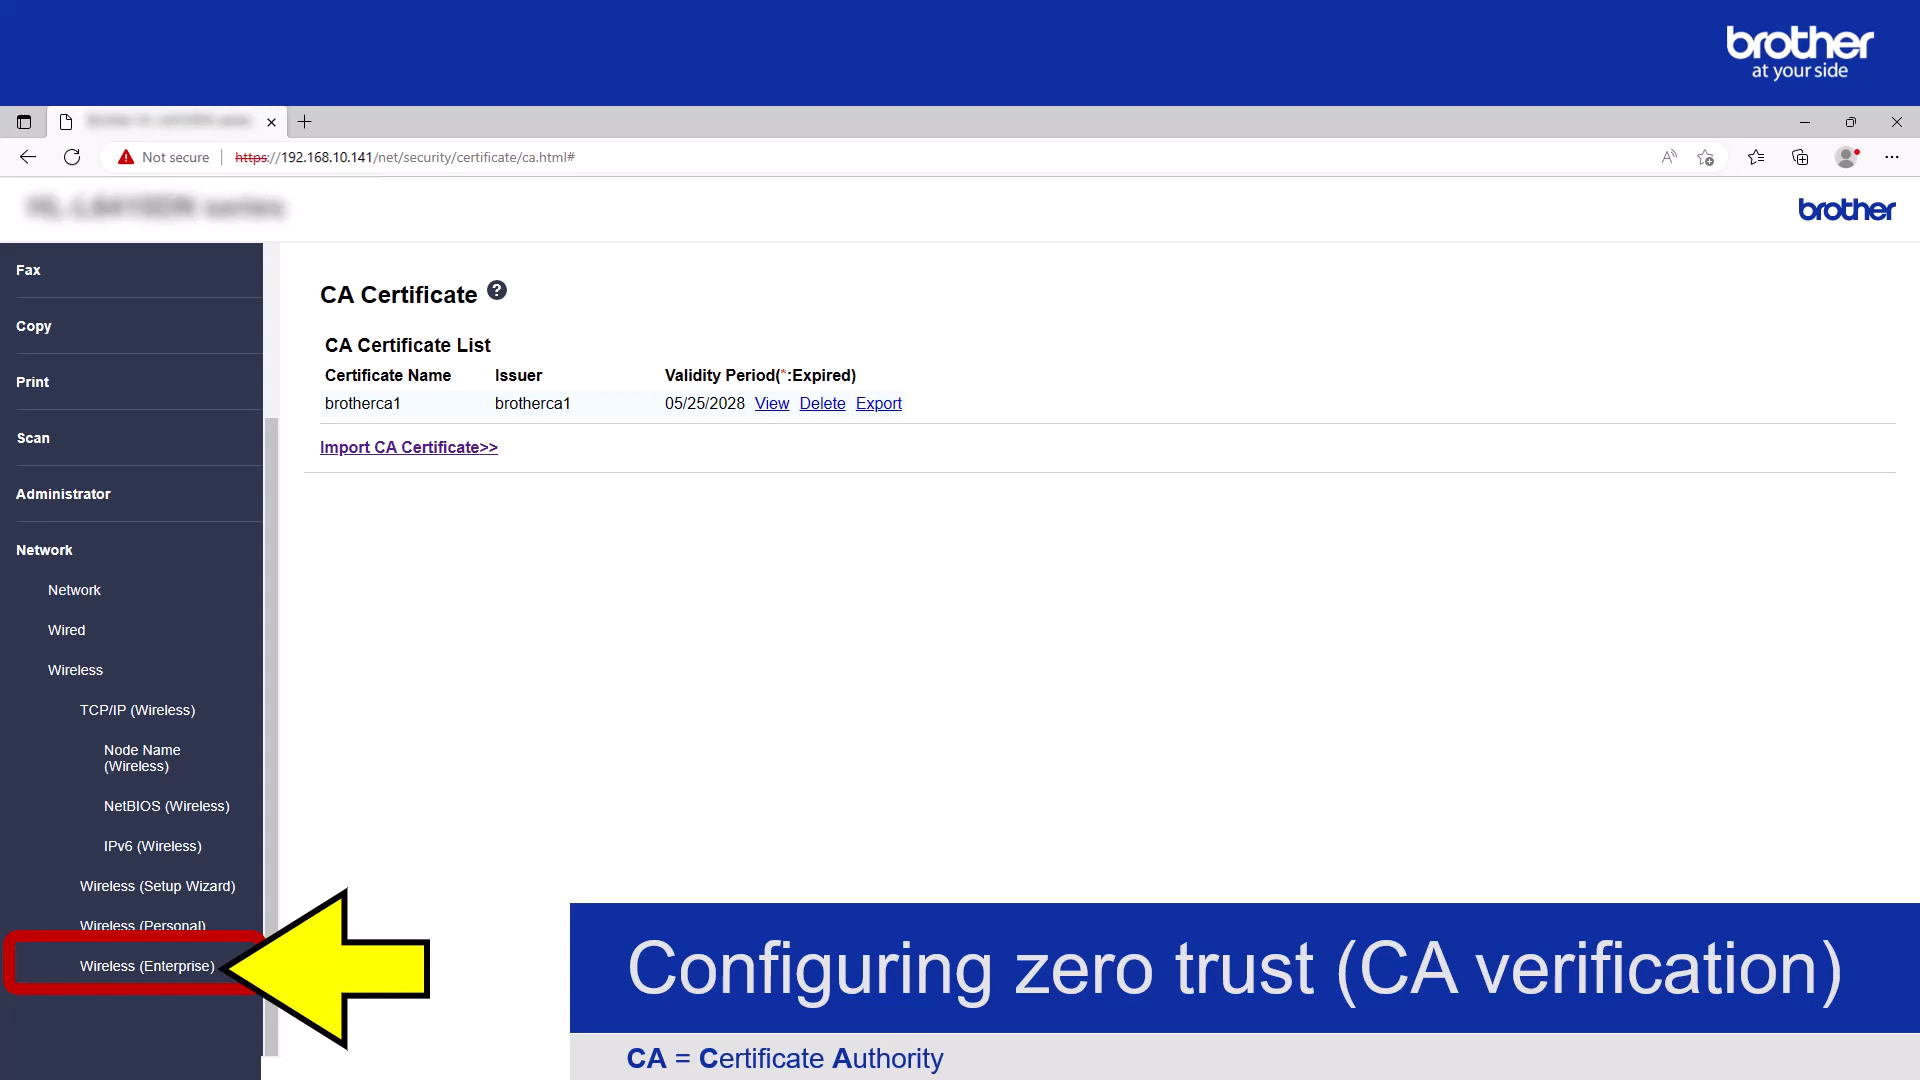 brother
at your side
Not secure
https://192.168.10.141/net/security/certificate/ca.html#
brother
Fax
Copy
Print
Scan
Administrator
Network
Network
Wired
Wireless
TCP/IP (Wireless)
Node Name
(Wireless)
NetBIOS (Wireless)
IPv6 (Wireless)
Wireless (Setup Wizard)
Wireless (Personal)
Wireless (Enterprise)
CA Certificate ?
CA Certificate List
Certificate Name Issuer Validity Period(*:Expired)
brotherca1 brotherca1 05/25/2028 View Delete Export
Import CA Certificate>>
Configuring zero trust (CA verification)
CA = Certificate Authority